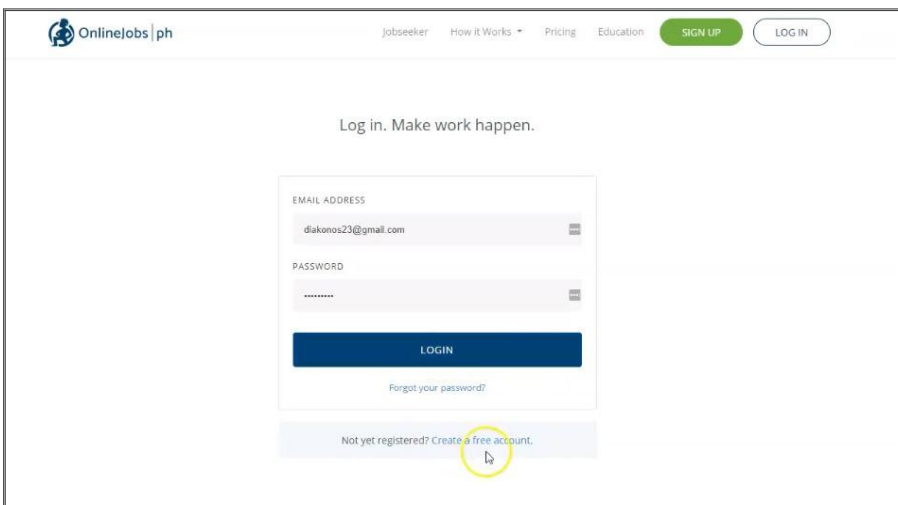 OnlineJobs ph Jobseeker How it Works Pricing Education SIGN UP LOG IN
Log in. Make work happen.
EMAIL ADDRESS
diakonos23@gmail.com
PASSWORD
•••••••••
LOGIN
Forgot your password?
Not yet registered? Create a free account.